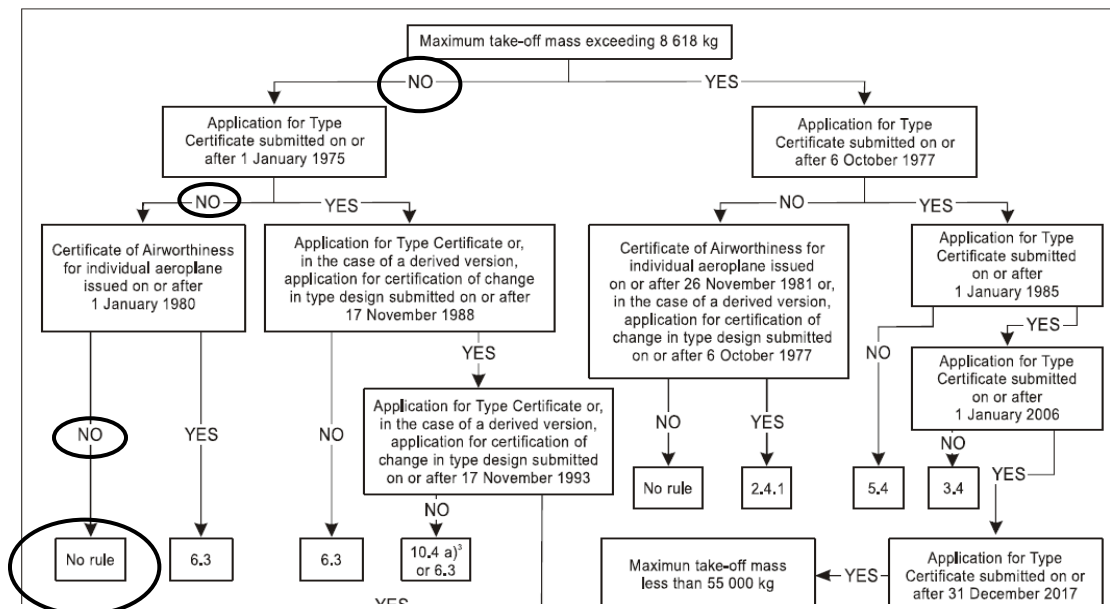 Maximum take-off mass exceeding 8 618 kg
NO
YES
Application for Type
Certificate submitted on or
after 1 January 1975
Application for Type
Certificate submitted on or
after 6 October 1977
NO
YES
NO
YES
Certificate of Airworthiness
for individual aeroplane
issued on or after
1 January 1980
Application for Type Certificate or,
in the case of a derived version,
application for certification of change
in type design submitted on or after
17 November 1988
Certificate of Airworthiness for
individual aeroplane issued
on or after 26 November 1981 or,
in the case of a derived version,
application for certification of
change in type design submitted
on or after 6 October 1977
Application for Type
Certificate submitted
on or after
1 January 1985
YES
NO
YES
Application for Type Certificate or,
in the case of a derived version,
application for certification of
change in type design submitted
on or after 17 November 1993
Application for Type
Certificate submitted
on or after
1 January 2006
NO
YES
NO
NO
YES
NO
YES
No rule
2.4.1
5.4
3.4
NO
No rule
6.3
6.3
10.4 a)³
or 6.3
Maximun take-off mass
less than 55 000 kg
YES
Application for Type
Certificate submitted on or
after 31 December 2017
YES